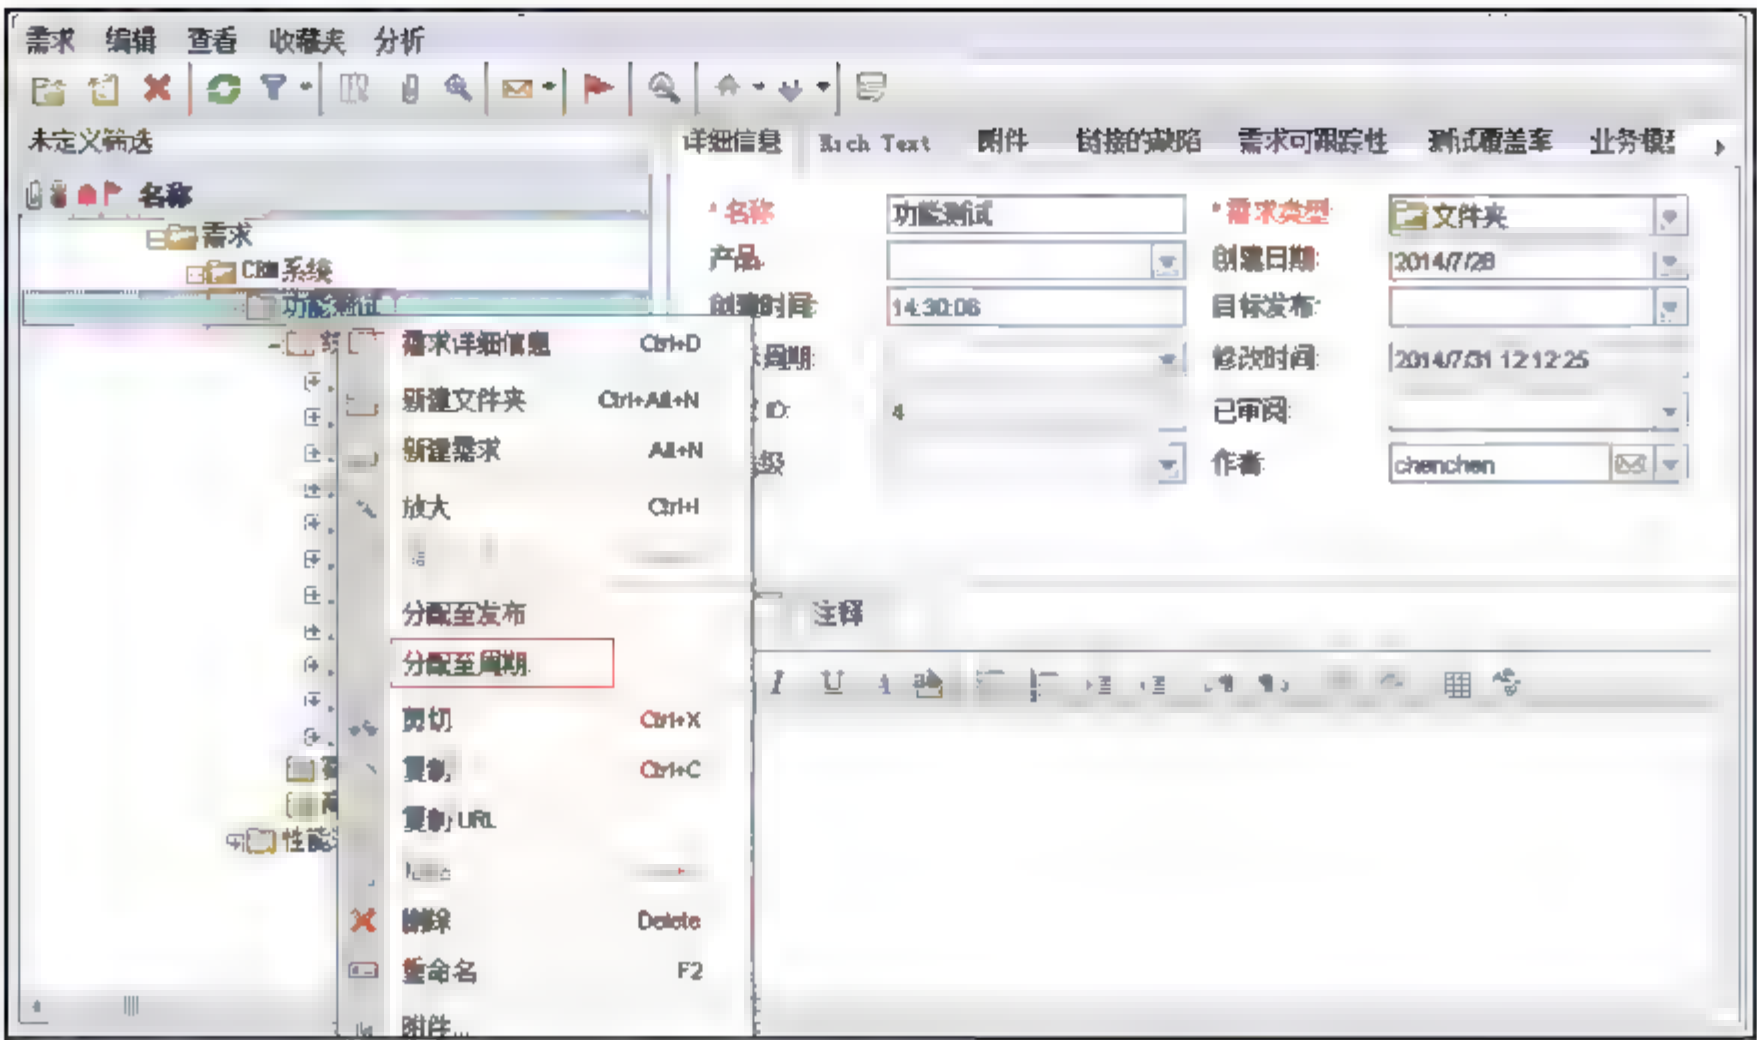 需求 编辑 查看 收藏夹 分析
未定义筛选
详细信息 Rich Text 附件 链接的缺陷 需求可跟踪性 测试覆盖率 业务模型
名称
需求
CBM系统
功能测试
性能
*名称 功能测试 *需求类型 文件夹
产品: 创建日期: 2014/7/28
创建时间: 14:30:06 目标发布:
周期: 修改时间: 2014/7/31 12:12:25
ID: 4 已审阅:
级 作者: chenchen
需求详细信息 Ctrl+D
新建文件夹 Ctrl+Alt+N
新建需求 Alt+N
放大 Ctrl+I
分配至发布
分配至周期
剪切 Ctrl+X
复制 Ctrl+C
复制 URL
删除 Delete
重命名 F2
附件...
注释